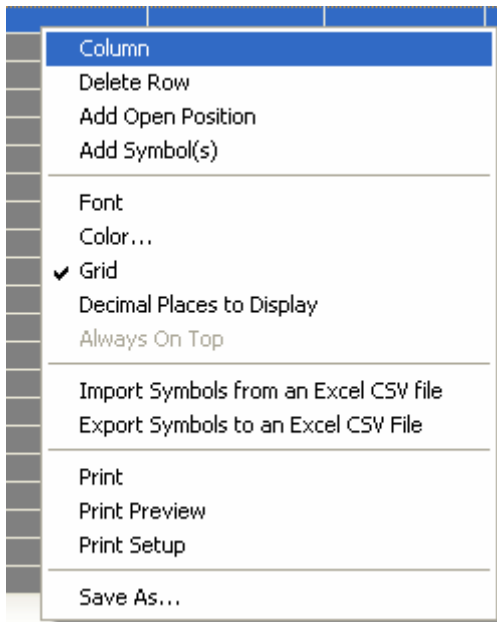 Column
Delete Row
Add Open Position
Add Symbol(s)
Font
Color...
Grid
Decimal Places to Display
Always On Top
Import Symbols from an Excel CSV file
Export Symbols to an Excel CSV File
Print
Print Preview
Print Setup
Save As...